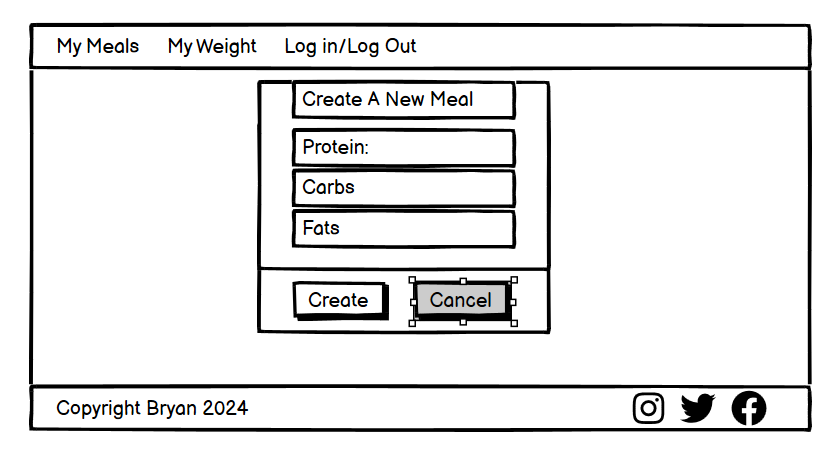 My Meals My Weight Log in/Log Out
Create A New Meal
Protein:
Carbs
Fats
Create Cancel
Copyright Bryan 2024